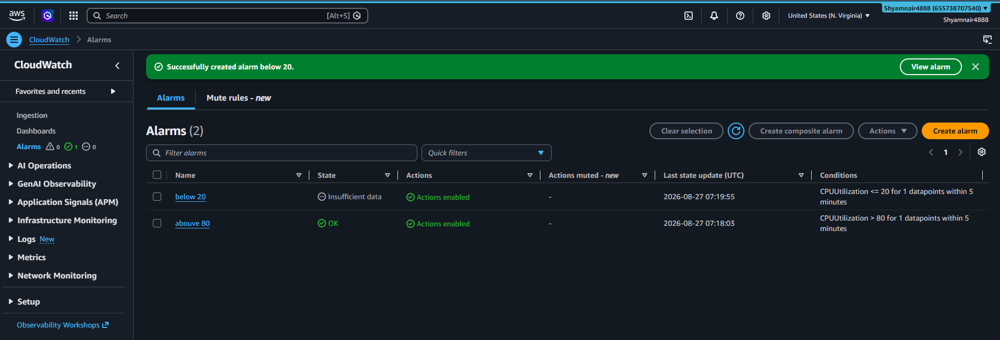 aws
Search [Alt+S]
United States (N. Virginia)
Shyamnair4888 (655738707540)
Shyamnair4888
CloudWatch
Alarms
CloudWatch
Favorites and recents
Ingestion
Dashboards
Alarms 0 1 0
AI Operations
GenAI Observability
Application Signals (APM)
Infrastructure Monitoring
Logs New
Metrics
Network Monitoring
Setup
Observability Workshops
Successfully created alarm below 20.
View alarm
Alarms
Mute rules - new
Alarms (2)
Clear selection
Create composite alarm
Actions
Create alarm
Filter alarms
Quick filters
1
Name State Actions Actions muted - new Last state update (UTC) Conditions
below 20 Insufficient data Actions enabled - 2026-08-27 07:19:55 CPUUtilization <= 20 for 1 datapoints within 5
minutes
abouve 80 OK Actions enabled - 2026-08-27 07:18:03 CPUUtilization > 80 for 1 datapoints within 5
minutes